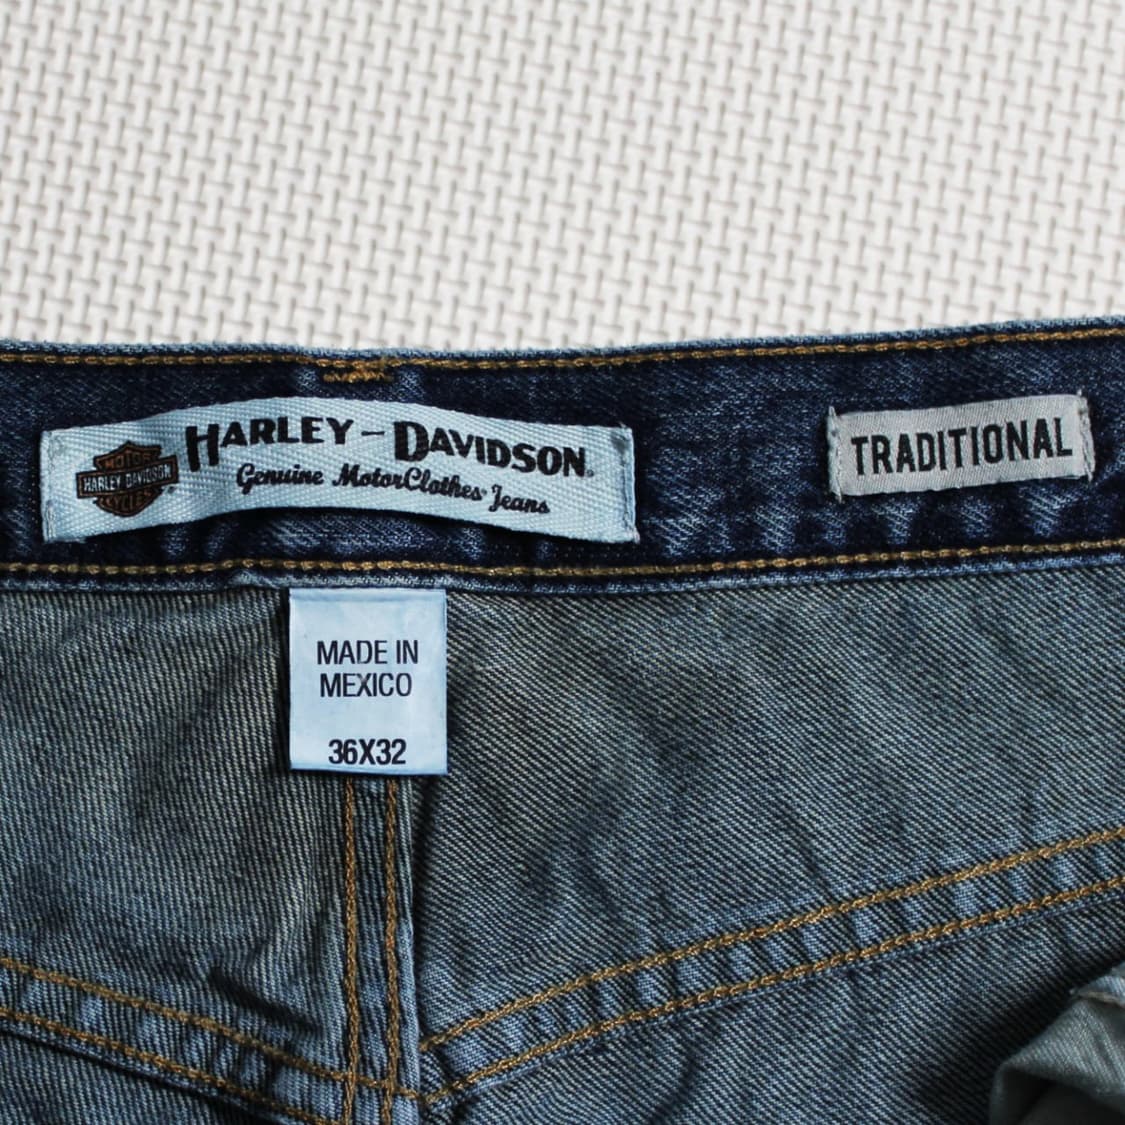 MOTOR
HARLEY-DAVIDSON
CYCLES
HARLEY-DAVIDSON®
Genuine MotorClothes® Jeans
TRADITIONAL
MADE IN
MEXICO
36X32